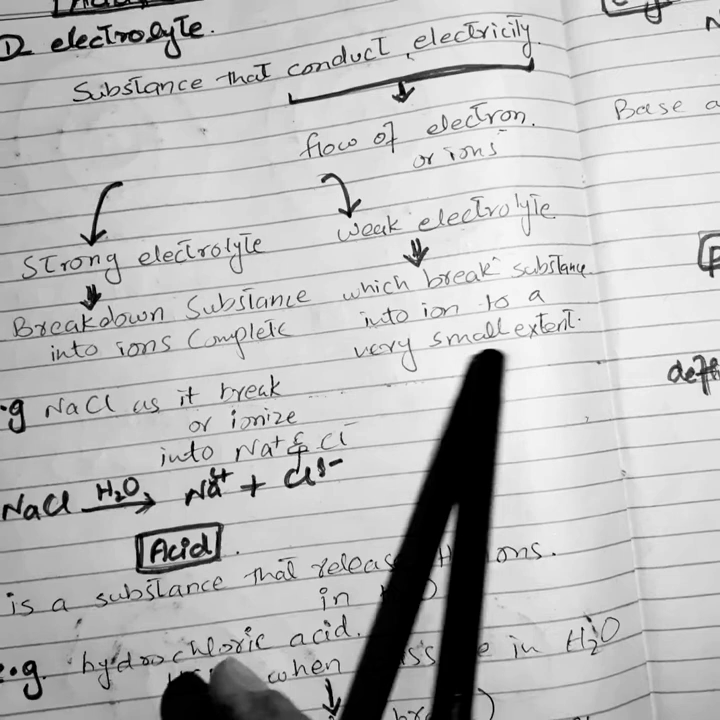 ① electrolyte.
Substance that conduct electricity.
flow of electron.
or ions
Strong electrolyte
Breakdown Substance
into ions Complete
weak electrolyte
which break substance
into ion to a
very small extent.
.g NaCl as it break
or ionize
into Na+ & Cl-
NaCl H2O → Na+ + Cl-
Acid.
is a substance that releas ions.
in
e.g. hydrochloric acid.
when in H2O
Base a